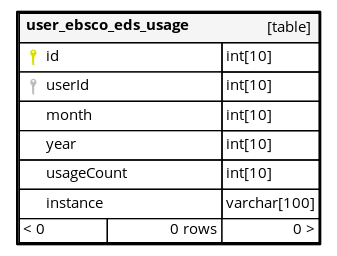 user_ebsco_eds_usage [table]
id int[10]
userId int[10]
month int[10]
year int[10]
usageCount int[10]
instance varchar[100]
< 0 0 rows 0 >